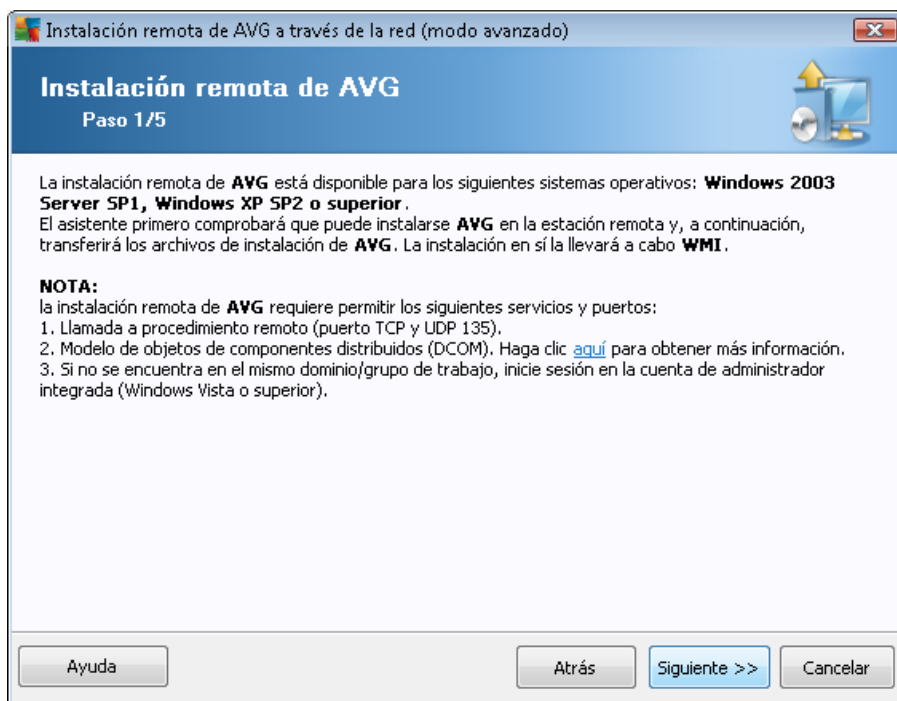 Instalación remota de AVG a través de la red (modo avanzado)
Instalación remota de AVG
Paso 1/5
La instalación remota de AVG está disponible para los siguientes sistemas operativos: Windows 2003
Server SP1, Windows XP SP2 o superior.
El asistente primero comprobará que puede instalarse AVG en la estación remota y, a continuación,
transferirá los archivos de instalación de AVG. La instalación en sí la llevará a cabo WMI.
NOTA:
la instalación remota de AVG requiere permitir los siguientes servicios y puertos:
1. Llamada a procedimiento remoto (puerto TCP y UDP 135).
2. Modelo de objetos de componentes distribuidos (DCOM). Haga clic aquí para obtener más información.
3. Si no se encuentra en el mismo dominio/grupo de trabajo, inicie sesión en la cuenta de administrador
integrada (Windows Vista o superior).
Ayuda Atrás Siguiente >> Cancelar